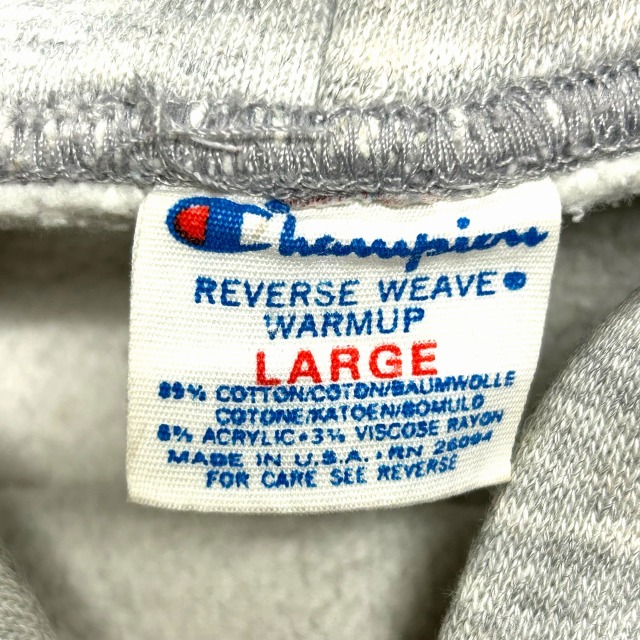 Champion
REVERSE WEAVE
WARMUP
LARGE
89% COTTON/COTON/BAUMWOLLE
COTONE/KATOEN/BOMULD
8% ACRYLIC • 3% VISCOSE RAYON
MADE IN U.S.A. • RN 26094
FOR CARE SEE REVERSE